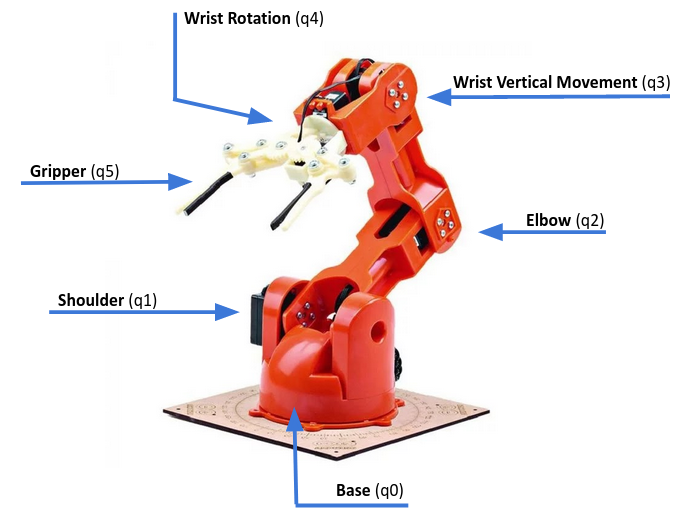 Wrist Rotation (q4)
Wrist Vertical Movement (q3)
Gripper (q5)
Elbow (q2)
Shoulder (q1)
Base (q0)